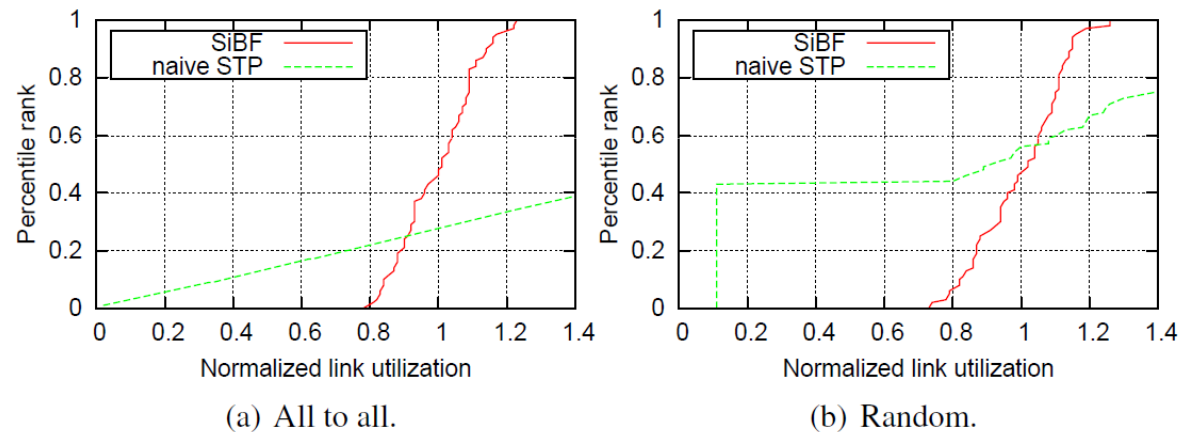 1
0.8
0.6
0.4
0.2
0
Percentile rank
SiBF
naive STP
0 0.2 0.4 0.6 0.8 1 1.2 1.4
Normalized link utilization
(a) All to all.
1
0.8
0.6
0.4
0.2
0
Percentile rank
SiBF
naive STP
0 0.2 0.4 0.6 0.8 1 1.2 1.4
Normalized link utilization
(b) Random.